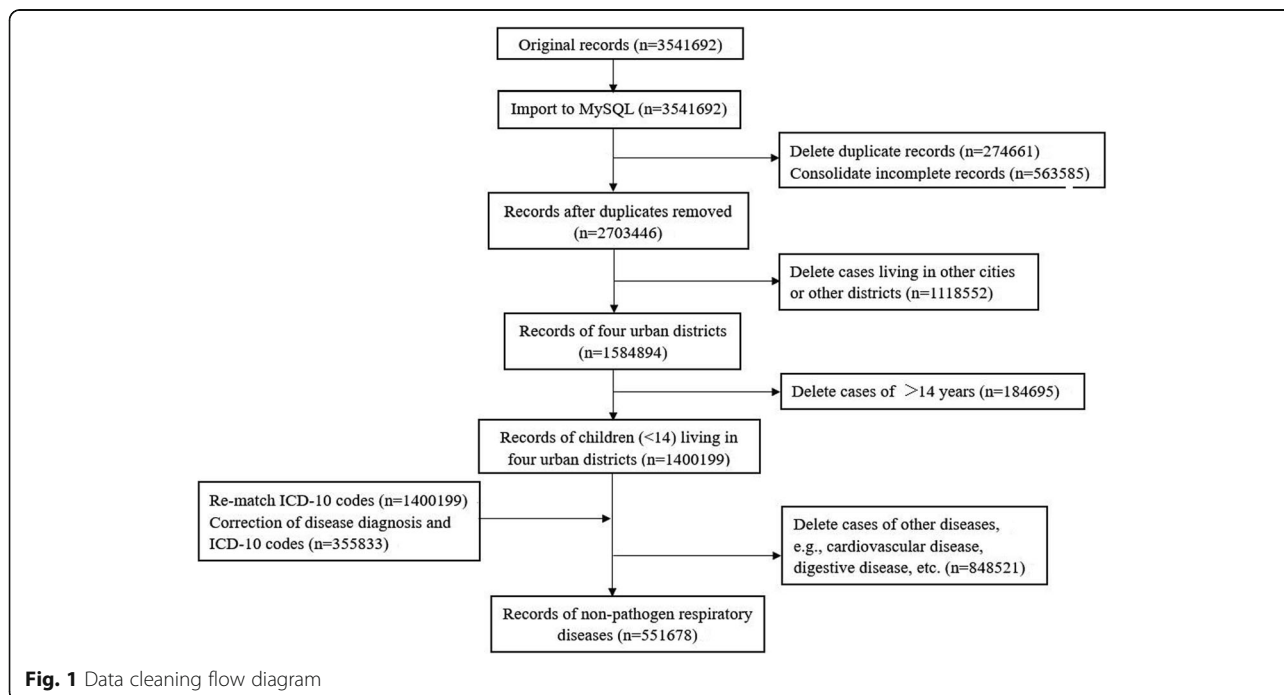 Original records (n=3541692)
Import to MySQL (n=3541692)
Delete duplicate records (n=274661)
Consolidate incomplete records (n=563585)
Records after duplicates removed
(n=2703446)
Delete cases living in other cities
or other districts (n=1118552)
Records of four urban districts
(n=1584894)
Delete cases of >14 years (n=184695)
Records of children (<14) living in
four urban districts (n=1400199)
Re-match ICD-10 codes (n=1400199)
Correction of disease diagnosis and
ICD-10 codes (n=355833)
Delete cases of other diseases,
e.g., cardiovascular disease,
digestive disease, etc. (n=848521)
Records of non-pathogen respiratory
diseases (n=551678)
Fig. 1 Data cleaning flow diagram